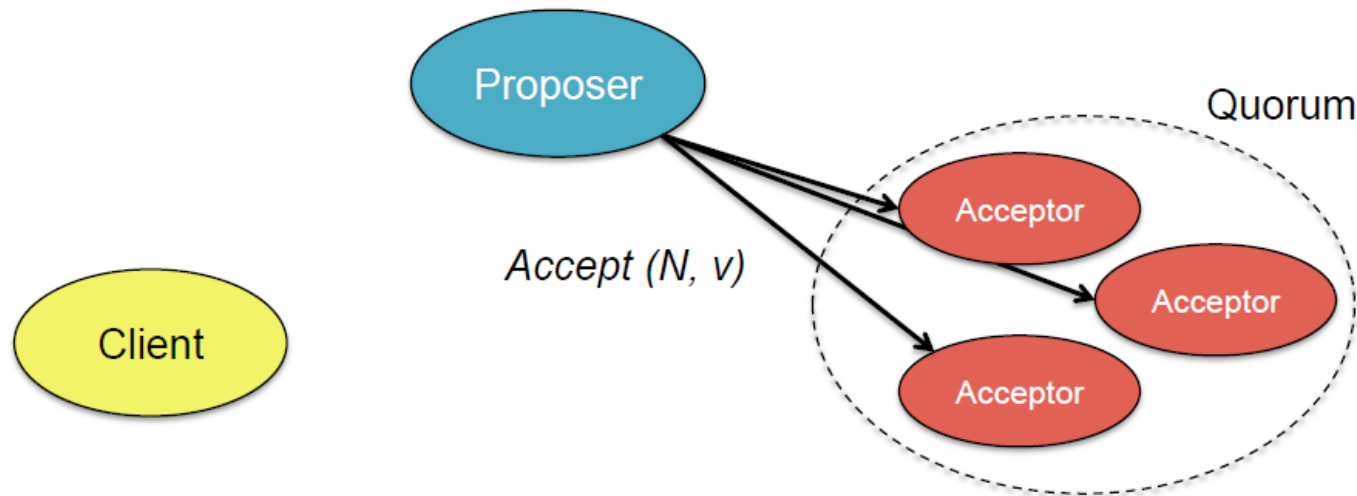 Proposer
Quorum
Acceptor
Accept (N, v)
Acceptor
Client
Acceptor